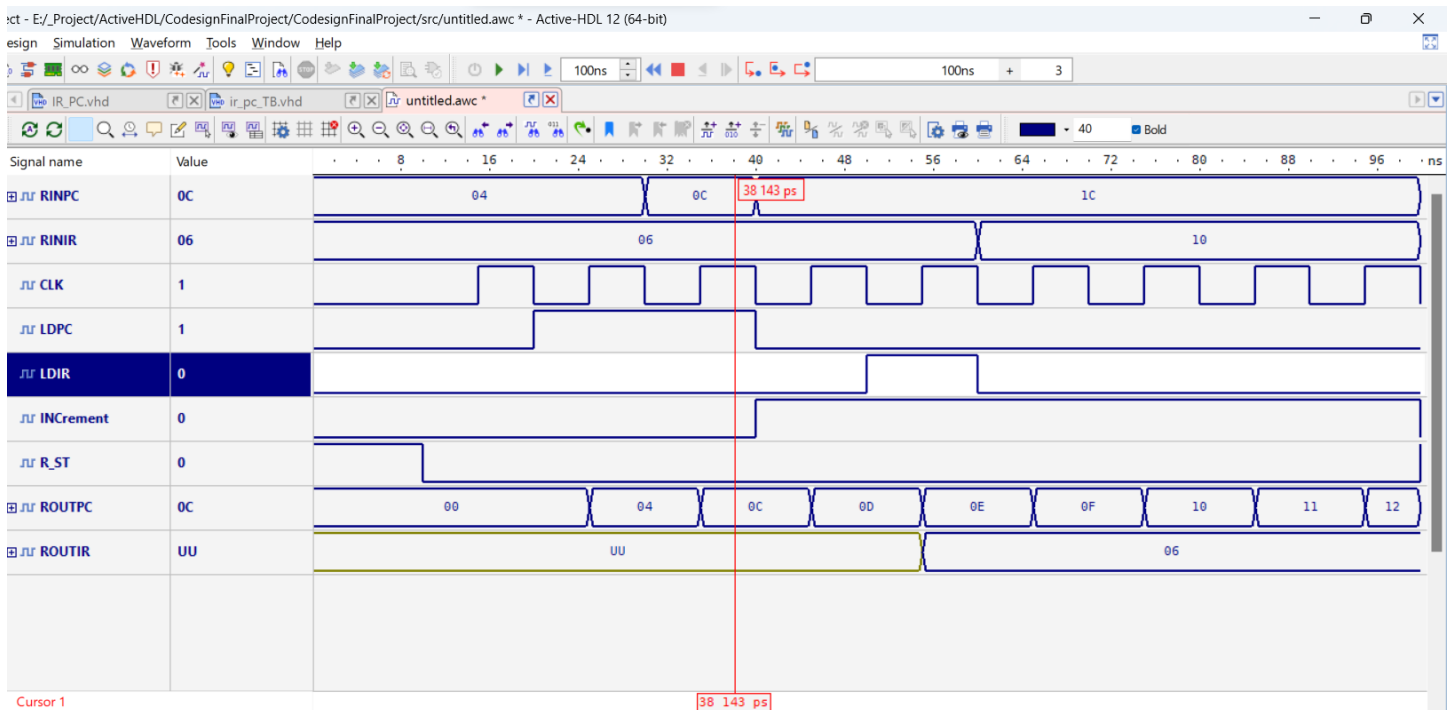 ect - E:/_Project/ActiveHDL/CodesignFinalProject/CodesignFinalProject/src/untitled.awc * - Active-HDL 12 (64-bit)
esign Simulation Waveform Tools Window Help
100ns 100ns + 3
IR_PC.vhd ir_pc_TB.vhd untitled.awc *
40 Bold
Signal name Value 8 16 24 32 40 48 56 64 72 80 88 96 ns
RINPC 0C 04 0C 38 143 ps 1C
RINIR 06 06 10
CLK 1
LDPC 1
LDIR 0
INCrement 0
R_ST 0
ROUTPC 0C 00 04 0C 0D 0E 0F 10 11 12
ROUTIR UU UU 06
Cursor 1 38 143 ps